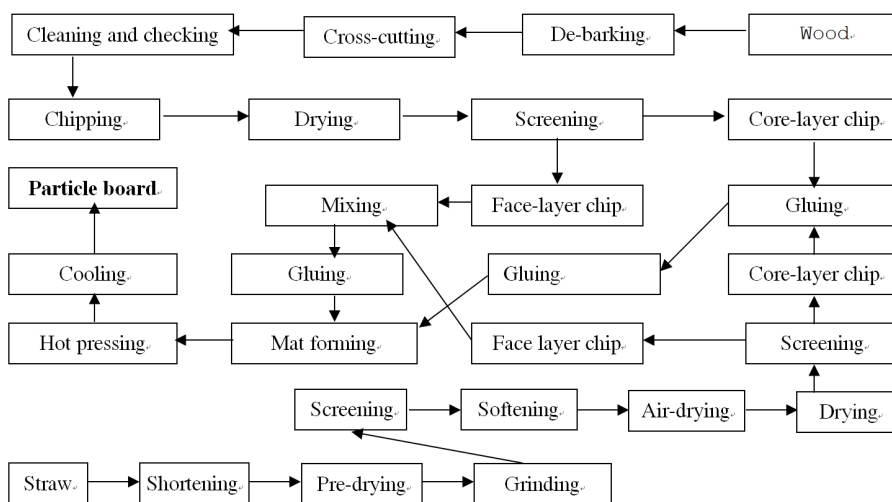 Cleaning and checking
Cross-cutting
De-barking
Wood
Chipping
Drying
Screening
Core-layer chip
Particle board
Mixing
Face-layer chip
Gluing
Cooling
Gluing
Gluing
Core-layer chip
Hot pressing
Mat forming
Face layer chip
Screening
Screening
Softening
Air-drying
Drying
Straw
Shortening
Pre-drying
Grinding